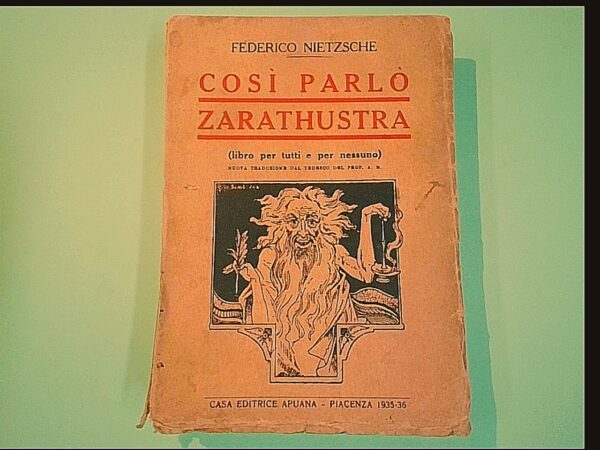 FEDERICO NIETZSCHE
COSÌ PARLÒ
ZARATHUSTRA
(libro per tutti e per nessuno)
NUOVA TRADUZIONE DAL TEDESCO DEL PROF. A. M.
CASA EDITRICE APUANA - PIACENZA 1935-36